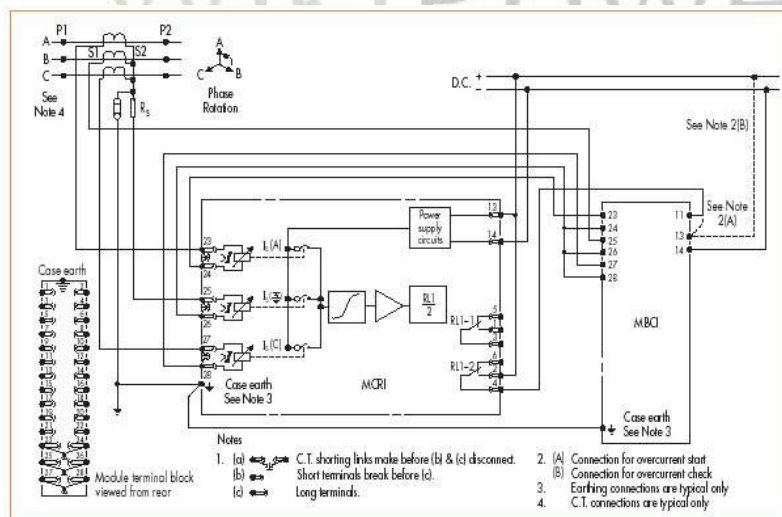 P1
P2
A
S1
S2
B
C
A
C
B
Phase
Rotation
See
Note 4
RS
D.C.
+
−
See Note 2(B)
See Note
2(A)
23
24
25
26
27
28
11
13
14
MBCI
Case earth
See Note 3
Power
supply
circuits
13
14
23
24
25
26
27
28
RL1
2
RL1-1
RL1-2
5
1
3
6
2
4
Case earth
See Note 3
MCRI
Case earth
Module terminal block
viewed from rear
Notes
1. (a) C.T. shorting links make before (b) & (c) disconnect.
(b) Short terminals break before (c).
(c) Long terminals.
2. (A) Connection for overcurrent start
(B) Connection for overcurrent check
3. Earthing connections are typical only
4. C.T. connections are typical only